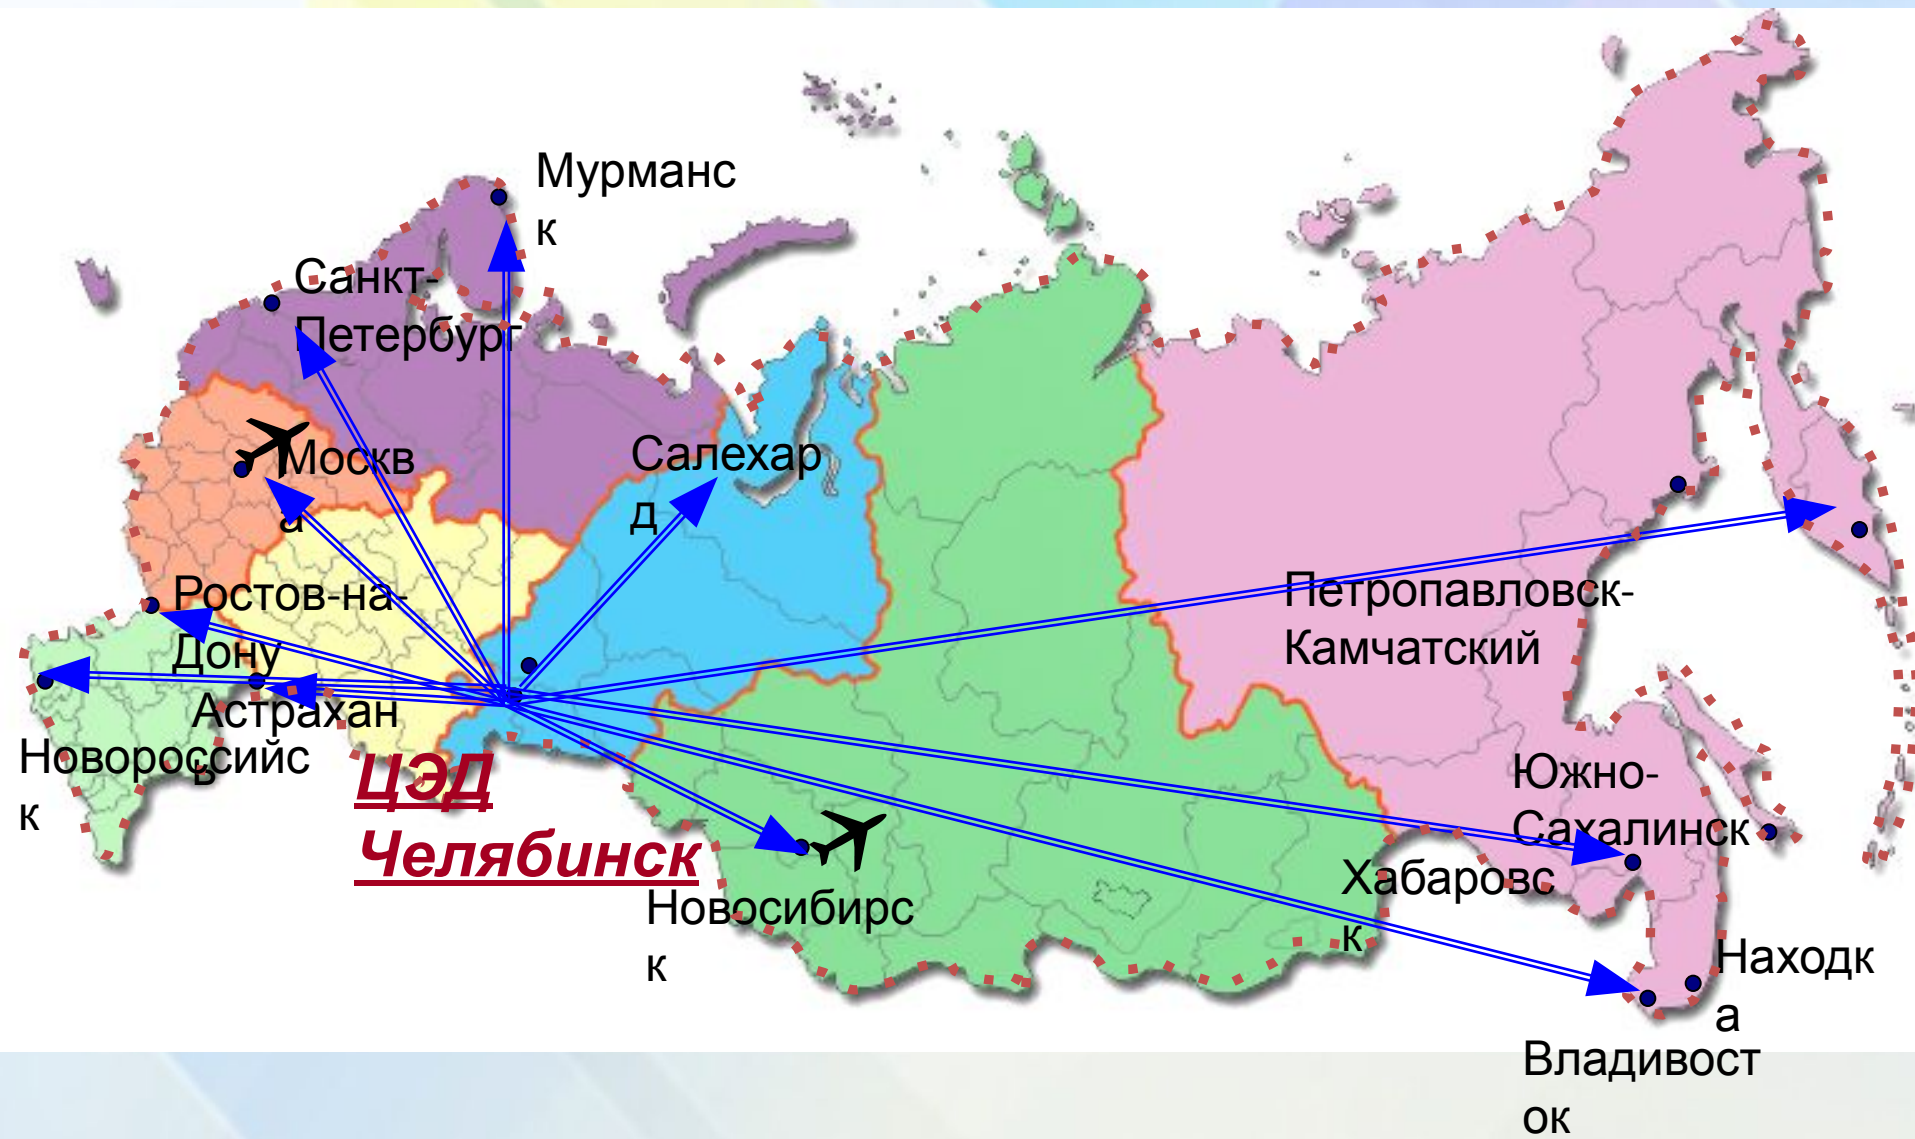 Мурманс
к
Санкт-
Петербург
Москв
а
Салехар
д
Ростов-на-
Дону
Астрахан
ь
Новороссийс
к
ЦЭД
Челябинск
Новосибирс
к
Петропавловск-
Камчатский
Южно-
Сахалинск
Хабаровс
к
Находк
а
Владивост
ок